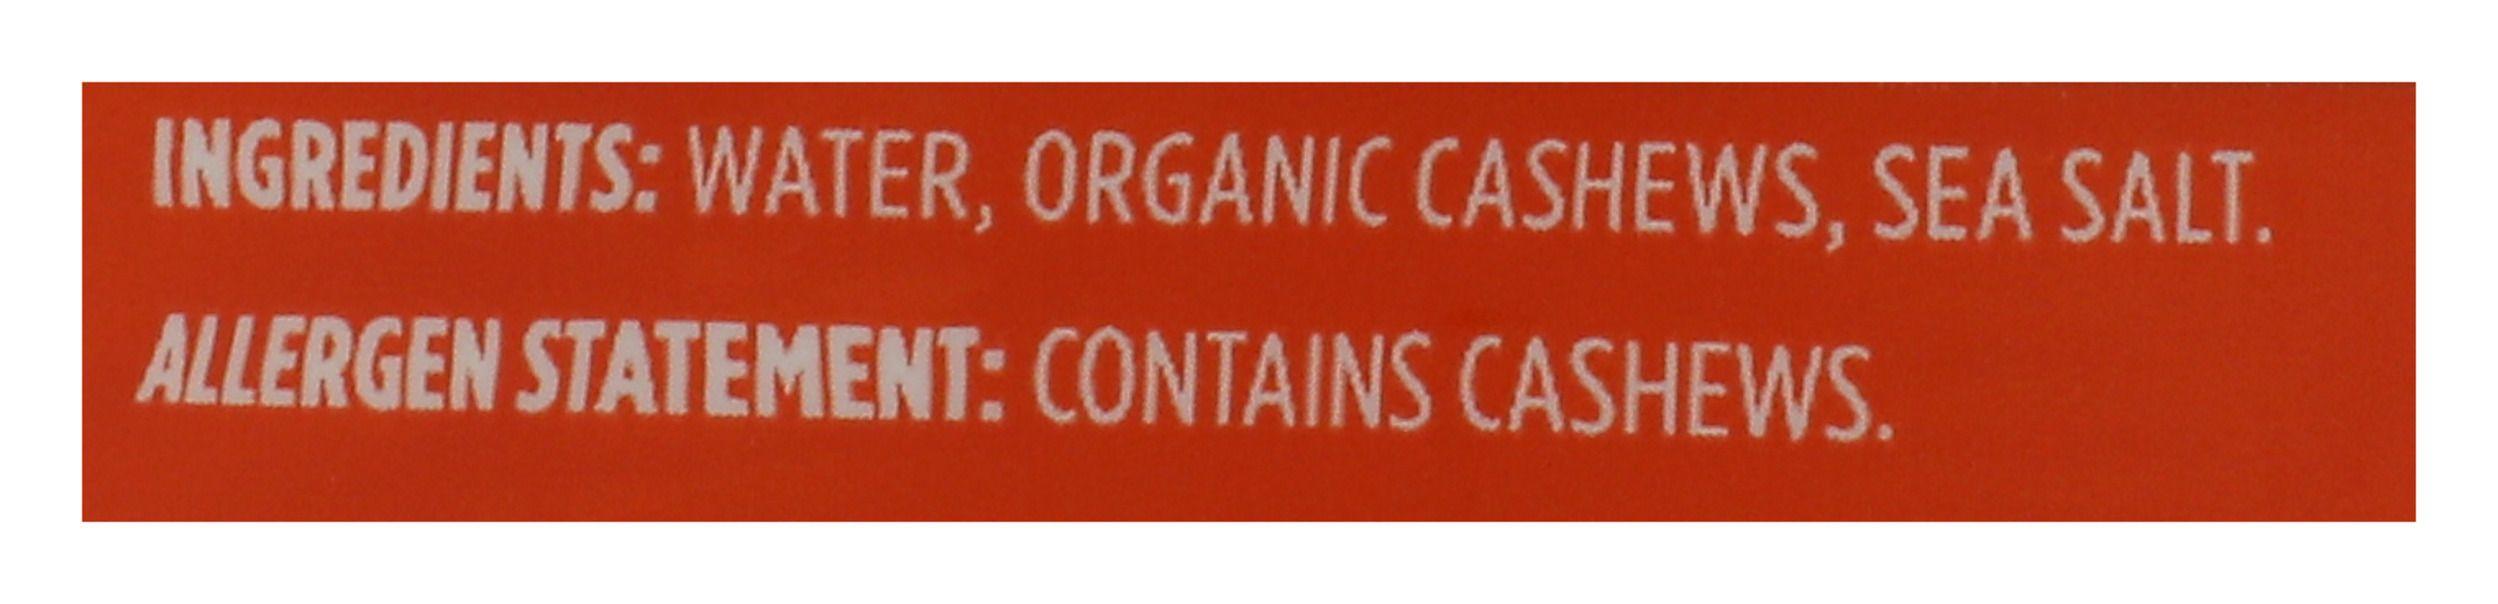 INGREDIENTS: WATER, ORGANIC CASHEWS, SEA SALT.
ALLERGEN STATEMENT: CONTAINS CASHEWS.